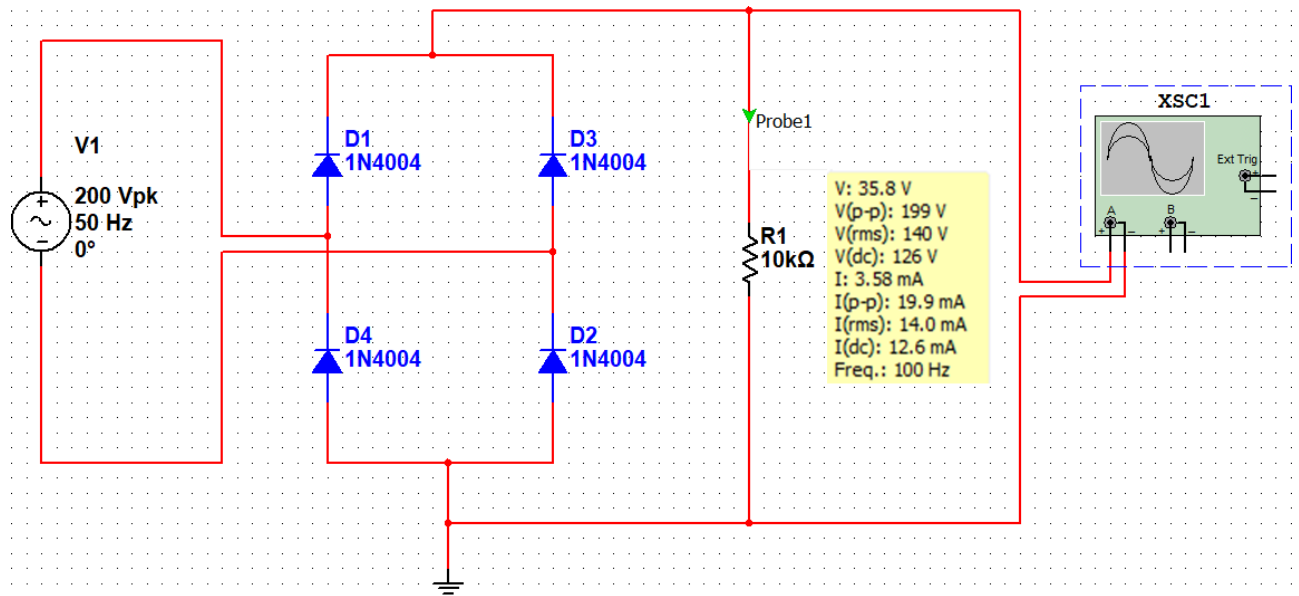 V1
200 Vpk
50 Hz
0°
D1
1N4004
D3
1N4004
D4
1N4004
D2
1N4004
Probe1
R1
10kΩ
V: 35.8 V
V(p-p): 199 V
V(rms): 140 V
V(dc): 126 V
I: 3.58 mA
I(p-p): 19.9 mA
I(rms): 14.0 mA
I(dc): 12.6 mA
Freq.: 100 Hz
XSC1
Ext Trig
+
−
A
B
+ − + −